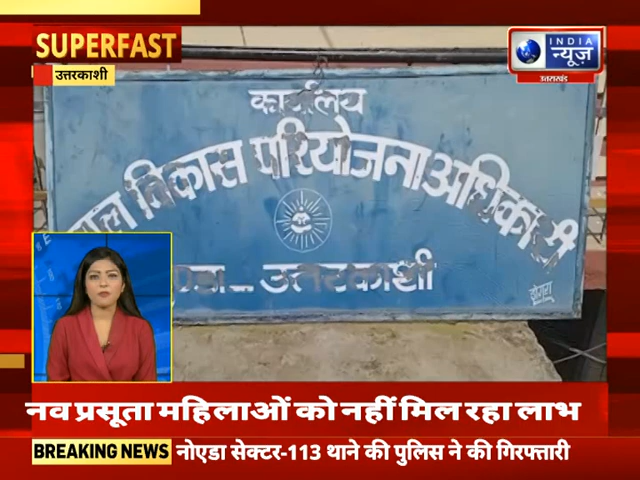 SUPERFAST
उत्तरकाशी
INDIA
न्यूज़
उत्तराखंड
कार्यालय
विकास परियोजना अधिकारी
उत्तरकाशी
नव प्रसूता महिलाओं को नहीं मिल रहा लाभ
BREAKING NEWS नोएडा सेक्टर-113 थाने की पुलिस ने की गिरफ्तारी